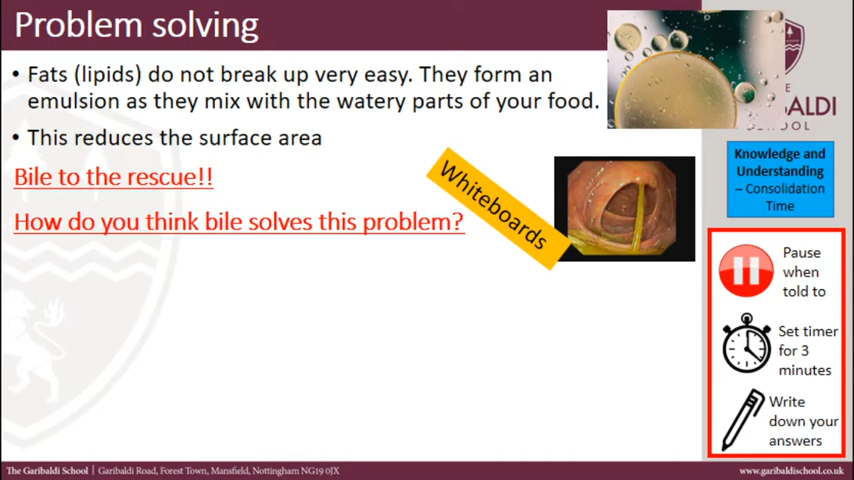 Problem solving
• Fats (lipids) do not break up very easy. They form an
emulsion as they mix with the watery parts of your food.
• This reduces the surface area
Bile to the rescue!!
How do you think bile solves this problem?
Whiteboards
SCHOOL
Knowledge and
Understanding
– Consolidation
Time
Pause
when
told to
Set timer
for 3
minutes
Write
down your
answers
The Garibaldi School | Garibaldi Road, Forest Town, Mansfield, Nottingham NG19 0JX
www.garibaldischool.co.uk